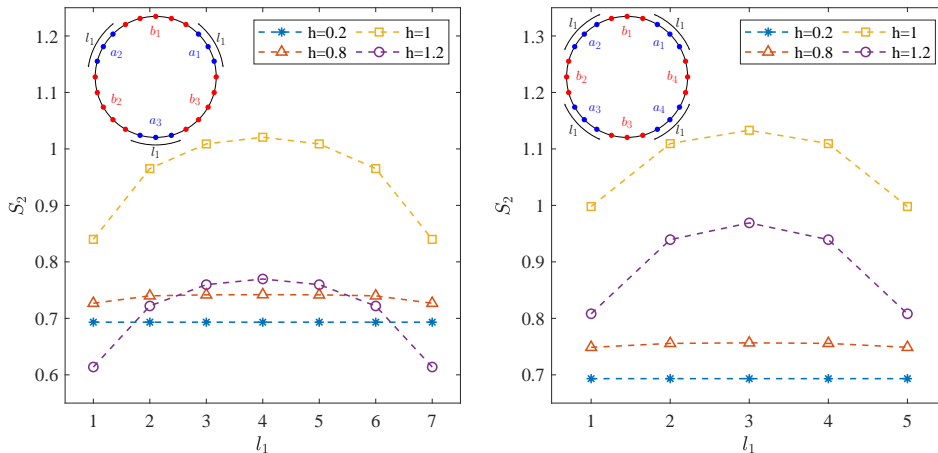 h=0.2 h=1
h=0.8 h=1.2
b₁
l₁ a₂ a₁ l₁
b₂ b₃
a₃
l₁
1.2
1.1
1
0.9
0.8
0.7
0.6
S₂
1 2 3 4 5 6 7
l₁
h=0.2 h=1
h=0.8 h=1.2
l₁ b₁ l₁
a₂ a₁
b₂ b₄
a₃ a₄
l₁ b₃ l₁
1.3
1.2
1.1
1
0.9
0.8
0.7
S₂
1 2 3 4 5
l₁